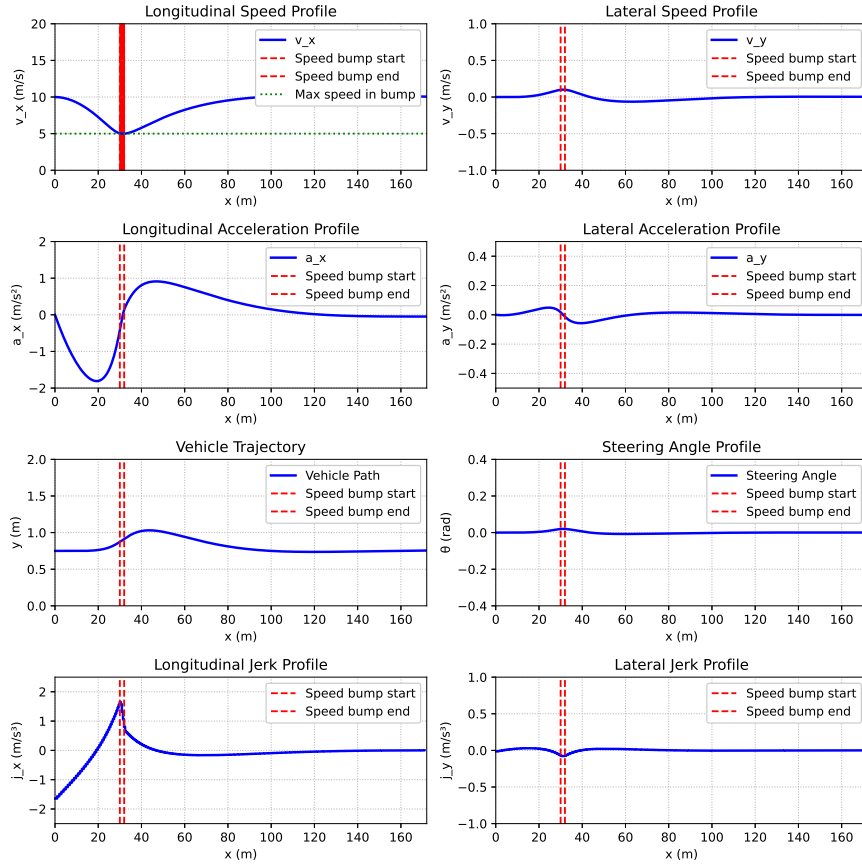 Longitudinal Speed Profile
20
15
10
5
0
v_x (m/s)
v_x
Speed bump start
Speed bump end
Max speed in bump
0 20 40 60 80 100 120 140 160
x (m)
Lateral Speed Profile
1.0
0.5
0.0
−0.5
−1.0
v_y (m/s)
v_y
Speed bump start
Speed bump end
0 20 40 60 80 100 120 140 160
x (m)
Longitudinal Acceleration Profile
2
1
0
−1
−2
a_x (m/s²)
a_x
Speed bump start
Speed bump end
0 20 40 60 80 100 120 140 160
x (m)
Lateral Acceleration Profile
0.4
0.2
0.0
−0.2
−0.4
a_y (m/s²)
a_y
Speed bump start
Speed bump end
0 20 40 60 80 100 120 140 160
x (m)
Vehicle Trajectory
2.0
1.5
1.0
0.5
0.0
y (m)
Vehicle Path
Speed bump start
Speed bump end
0 20 40 60 80 100 120 140 160
x (m)
Steering Angle Profile
0.4
0.2
0.0
−0.2
−0.4
θ (rad)
Steering Angle
Speed bump start
Speed bump end
0 20 40 60 80 100 120 140 160
x (m)
Longitudinal Jerk Profile
2
1
0
−1
−2
j_x (m/s³)
Speed bump start
Speed bump end
0 20 40 60 80 100 120 140 160
x (m)
Lateral Jerk Profile
1.0
0.5
0.0
−0.5
−1.0
j_y (m/s³)
Speed bump start
Speed bump end
0 20 40 60 80 100 120 140 160
x (m)